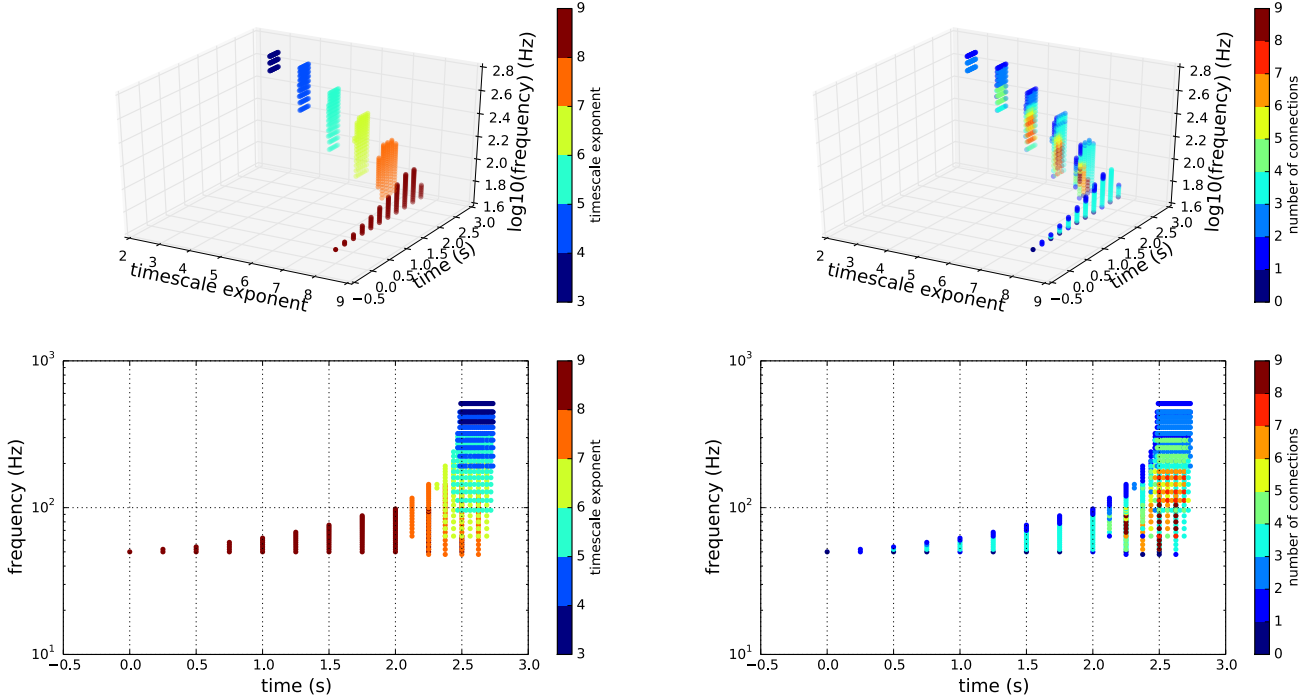 2.8
2.6
2.4
2.2
2.0
1.8
1.6
log10(frequency) (Hz)
2 3 4 5 6 7 8 9
timescale exponent
−0.5 0.0 0.5 1.0 1.5 2.0 2.5 3.0
time (s)
9
8
7
6
5
4
3
timescale exponent
2.8
2.6
2.4
2.2
2.0
1.8
1.6
log10(frequency) (Hz)
2 3 4 5 6 7 8 9
timescale exponent
−0.5 0.0 0.5 1.0 1.5 2.0 2.5 3.0
time (s)
9
8
7
6
5
4
3
2
1
0
number of connections
10³
10²
10¹
frequency (Hz)
−0.5 0.0 0.5 1.0 1.5 2.0 2.5 3.0
time (s)
9
8
7
6
5
4
3
timescale exponent
10³
10²
10¹
frequency (Hz)
−0.5 0.0 0.5 1.0 1.5 2.0 2.5 3.0
time (s)
9
8
7
6
5
4
3
2
1
0
number of connections